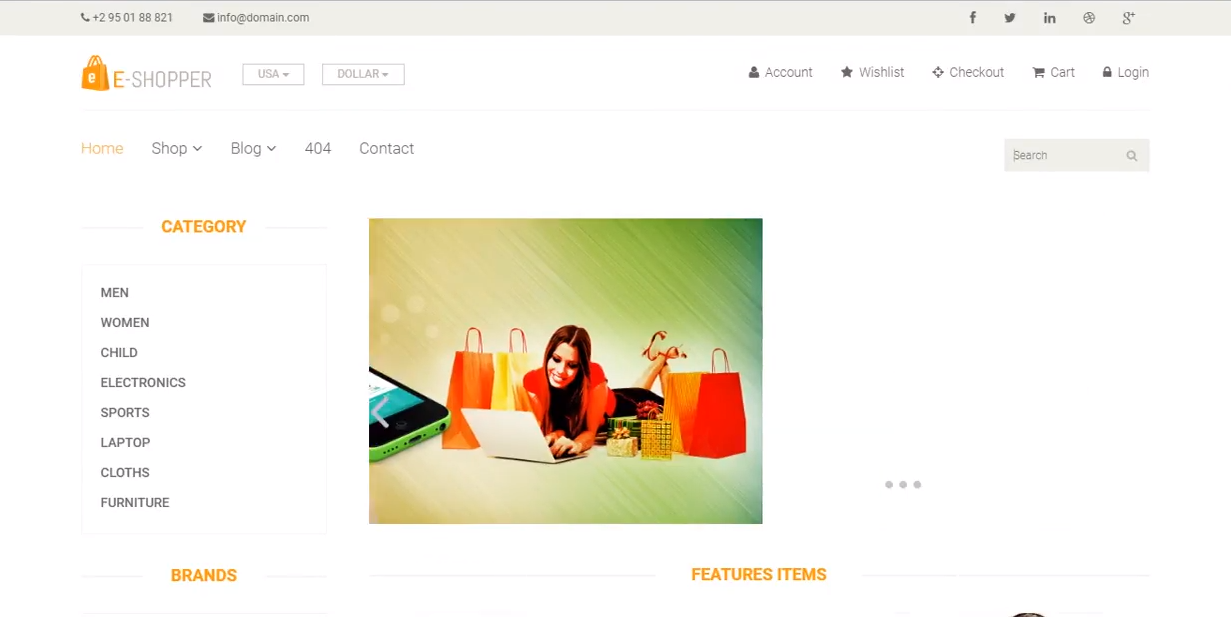 +2 95 01 88 821 info@domain.com
E-SHOPPER USA DOLLAR Account Wishlist Checkout Cart Login
Home Shop Blog 404 Contact Search
CATEGORY
MEN
WOMEN
CHILD
ELECTRONICS
SPORTS
LAPTOP
CLOTHS
FURNITURE
BRANDS FEATURES ITEMS